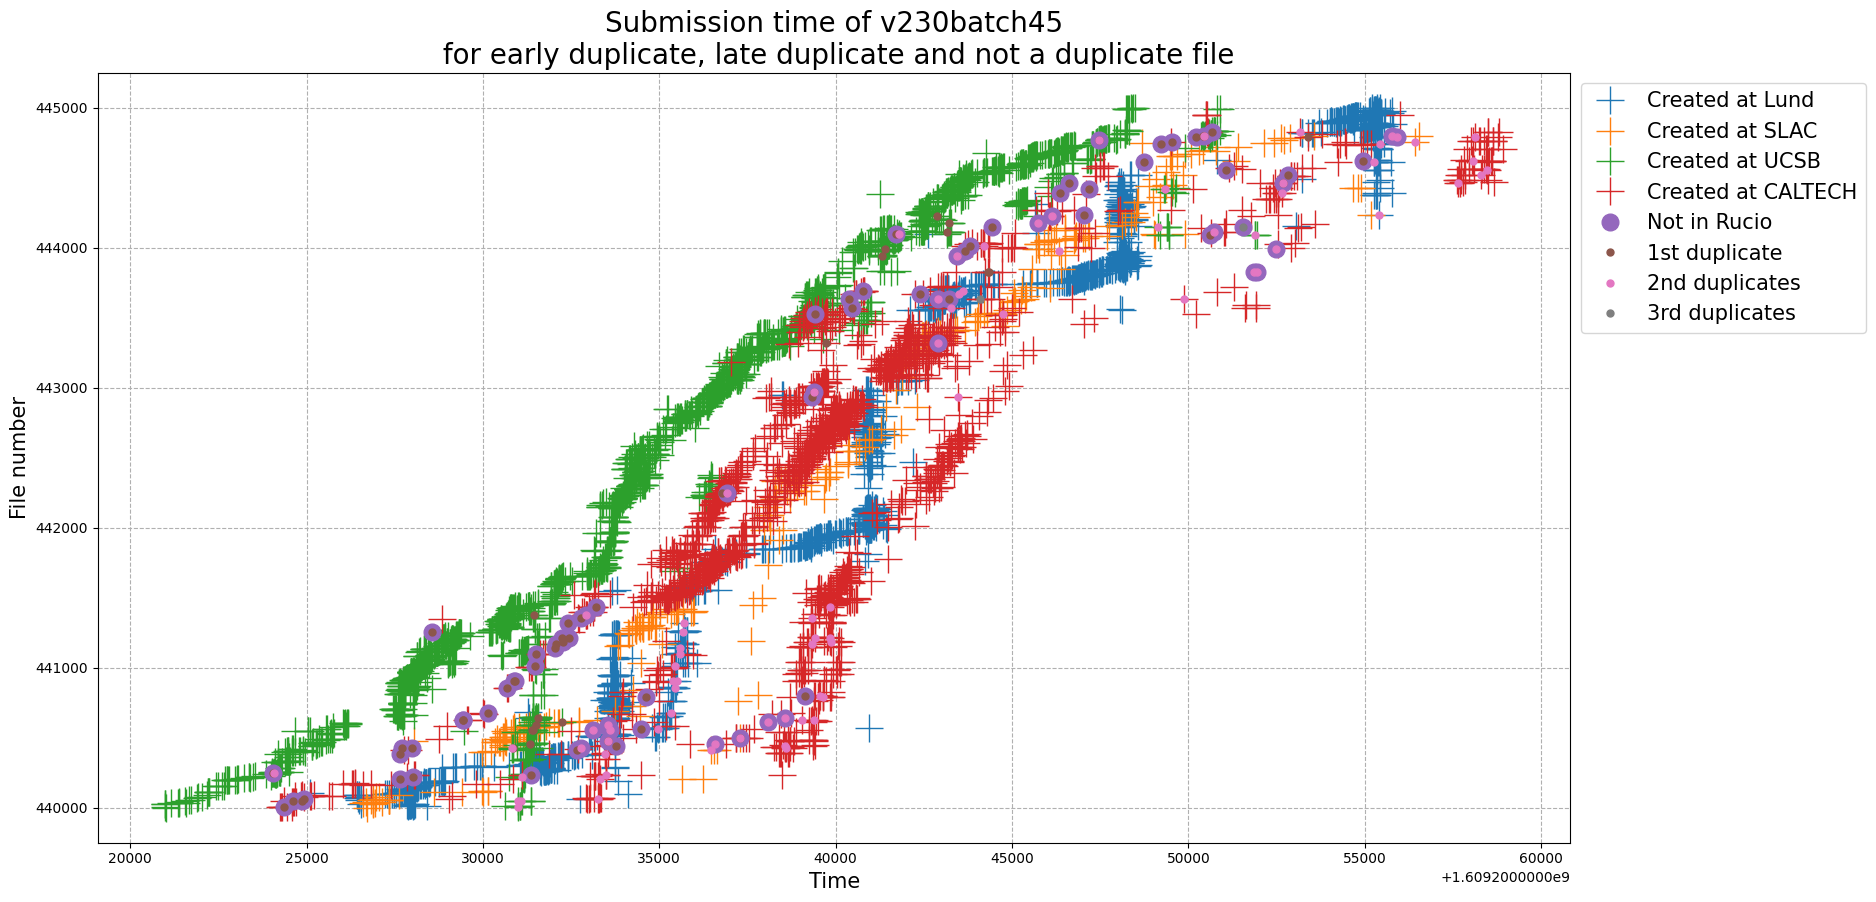 Submission time of v230batch45
for early duplicate, late duplicate and not a duplicate file
File number
445000
444000
443000
442000
441000
440000
20000 25000 30000 35000 40000 45000 50000 55000 60000
Time
+1.6092000000e9
Created at Lund
Created at SLAC
Created at UCSB
Created at CALTECH
Not in Rucio
1st duplicate
2nd duplicates
3rd duplicates